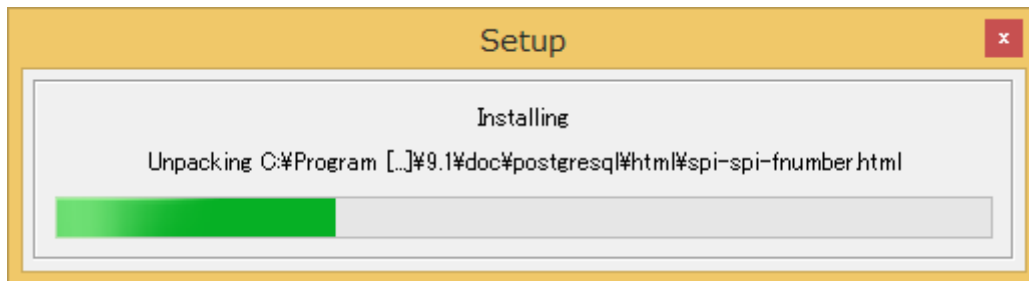 Setup
x
Installing
Unpacking C:¥Program [...]¥9.1¥doc¥postgresql¥html¥spi-spi-fnumber.html